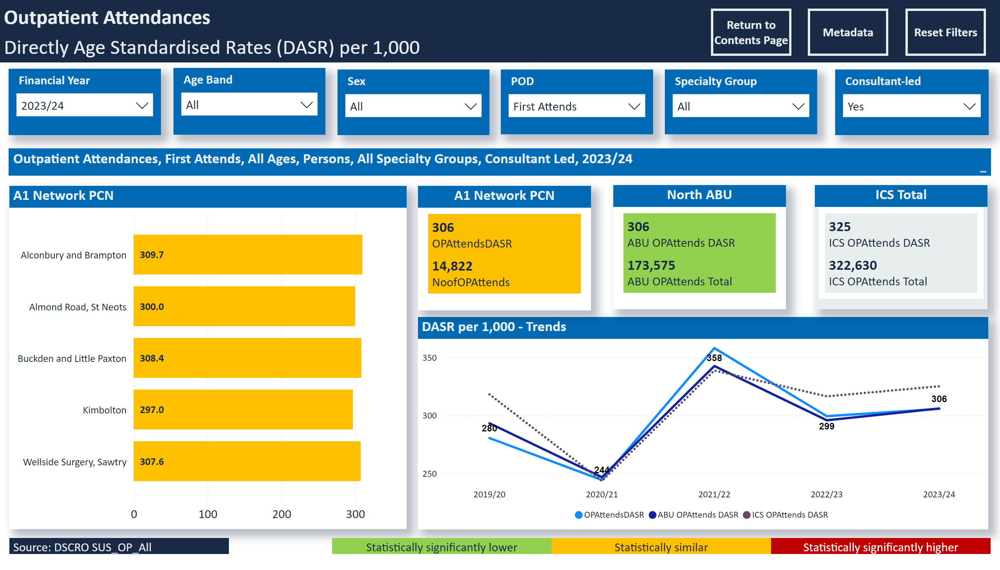 Outpatient Attendances
Directly Age Standardised Rates (DASR) per 1,000
Return to
Contents Page
Metadata
Reset Filters
Financial Year
2023/24
Age Band
All
Sex
All
POD
First Attends
Specialty Group
All
Consultant-led
Yes
Outpatient Attendances, First Attends, All Ages, Persons, All Specialty Groups, Consultant Led, 2023/24
A1 Network PCN
Alconbury and Brampton
309.7
Almond Road, St Neots
300.0
Buckden and Little Paxton
308.4
Kimbolton
297.0
Wellside Surgery, Sawtry
307.6
0
100
200
300
A1 Network PCN
306
OPAttendsDASR
14,822
NoofOPAttends
North ABU
306
ABU OPAttends DASR
173,575
ABU OPAttends Total
ICS Total
325
ICS OPAttends DASR
322,630
ICS OPAttends Total
DASR per 1,000 - Trends
350
300
250
280
244
358
299
306
2019/20
2020/21
2021/22
2022/23
2023/24
OPAttendsDASR
ABU OPAttends DASR
ICS OPAttends DASR
Source: DSCRO SUS_OP_All
Statistically significantly lower
Statistically similar
Statistically significantly higher